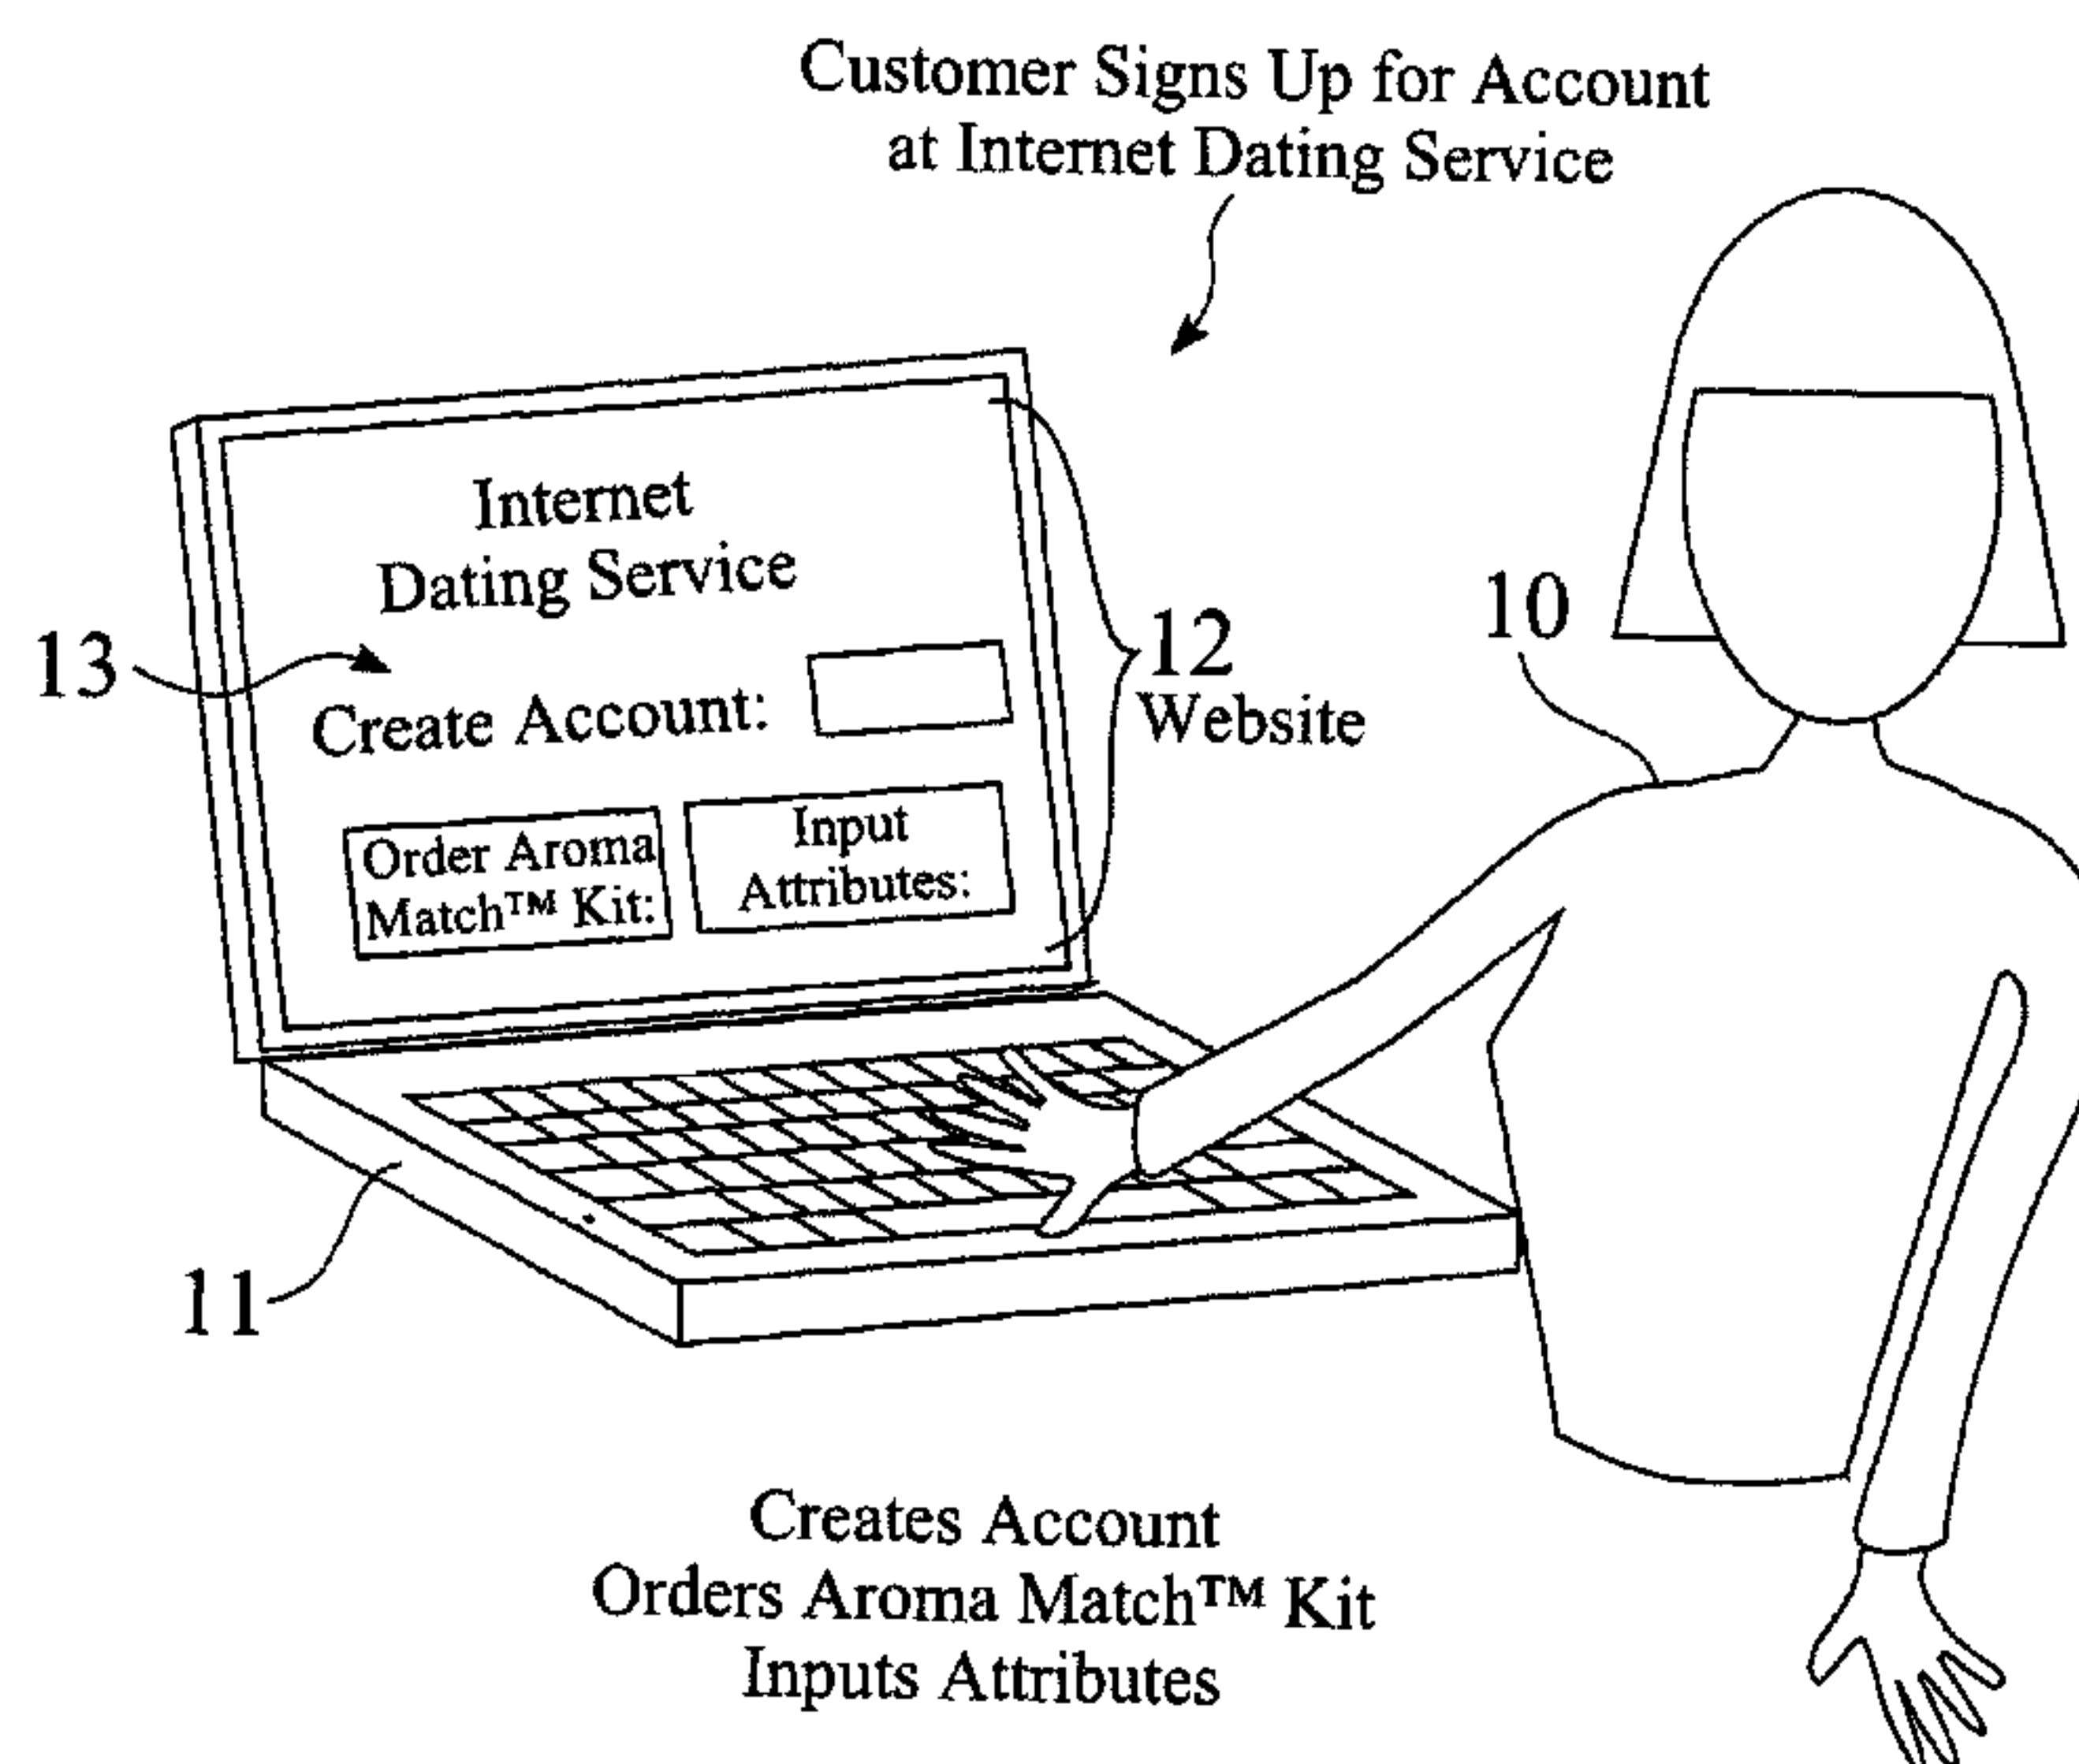 Customer Signs Up for Account
at Internet Dating Service
Internet
Dating Service
13
Create Account:
12
Website
10
Order Aroma
Match™ Kit:
Input
Attributes:
11
Creates Account
Orders Aroma Match™ Kit
Inputs Attributes